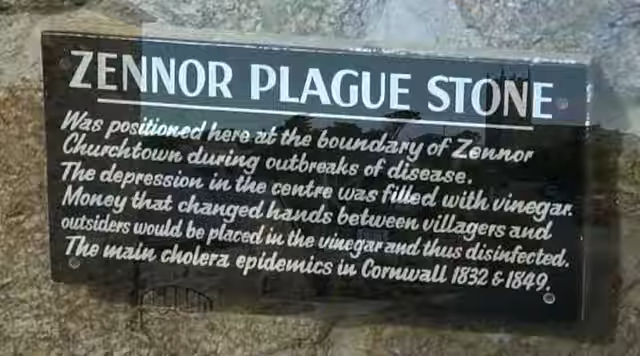 ZENNOR PLAGUE STONE
Was positioned here at the boundary of Zennor
Churchtown during outbreaks of disease.
The depression in the centre was filled with vinegar.
Money that changed hands between villagers and
outsiders would be placed in the vinegar and thus disinfected.
The main cholera epidemics in Cornwall 1832 & 1849.